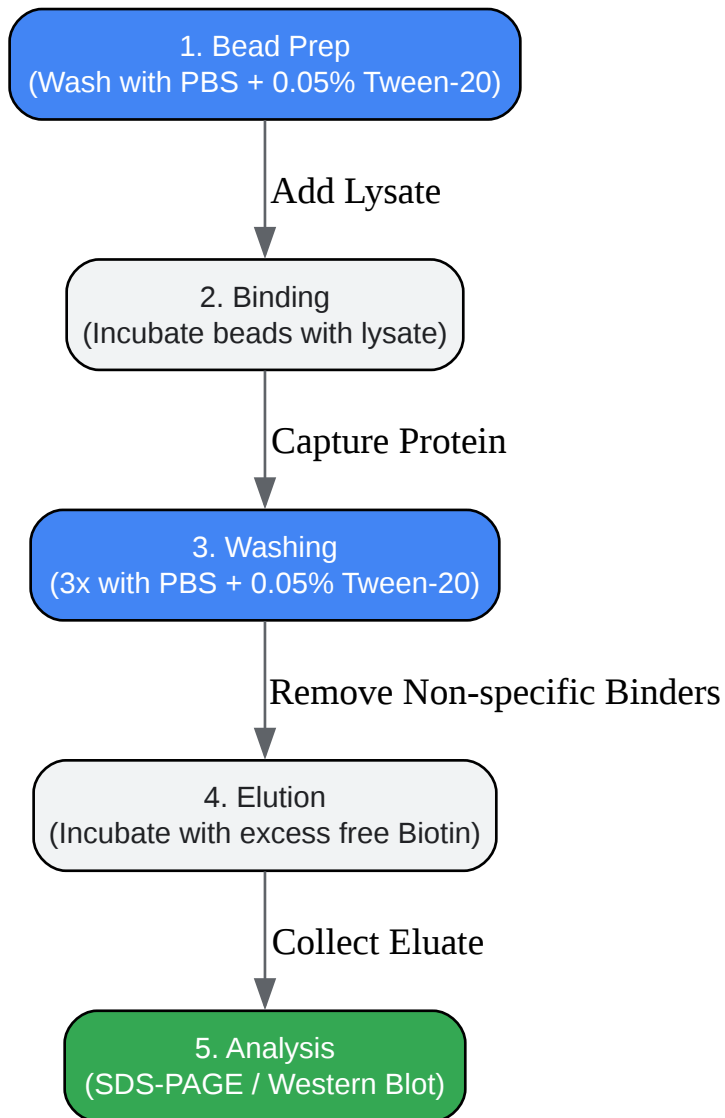 1. Bead Prep
(Wash with PBS + 0.05% Tween-20)
Add Lysate
2. Binding
(Incubate beads with lysate)
Capture Protein
3. Washing
(3x with PBS + 0.05% Tween-20)
Remove Non-specific Binders
4. Elution
(Incubate with excess free Biotin)
Collect Eluate
5. Analysis
(SDS-PAGE / Western Blot)